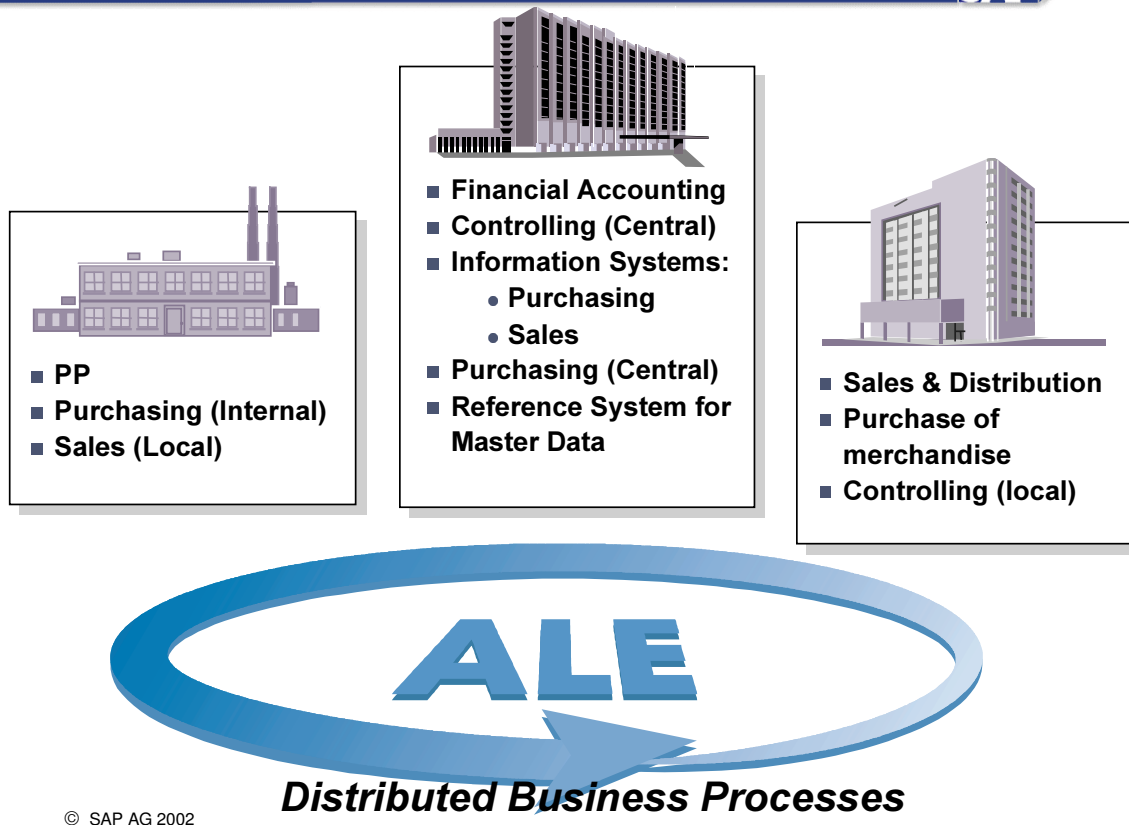 PP
Purchasing (Internal)
Sales (Local)
Financial Accounting
Controlling (Central)
Information Systems:
Purchasing
Sales
Purchasing (Central)
Reference System for
Master Data
Sales & Distribution
Purchase of
merchandise
Controlling (local)
ALE
Distributed Business Processes
© SAP AG 2002